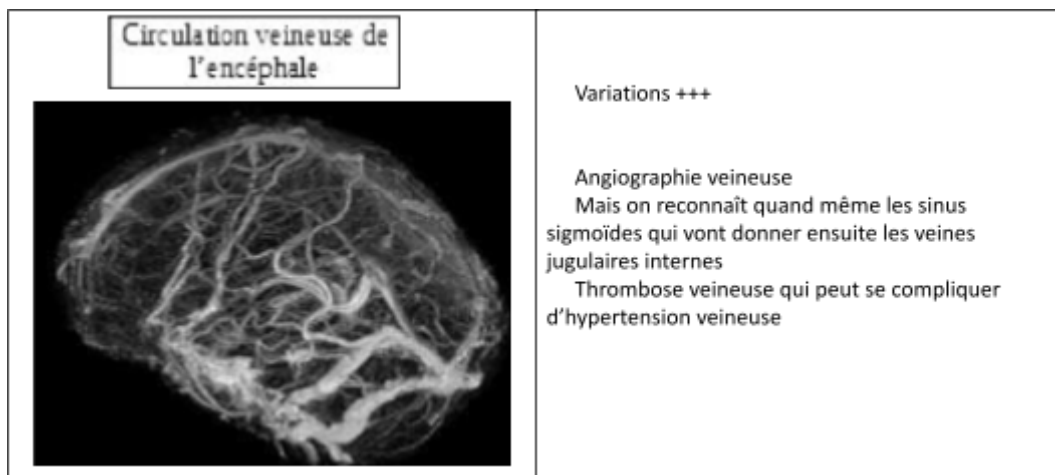 Circulation veineuse de
l'encéphale
Variations +++
Angiographie veineuse
Mais on reconnaît quand même les sinus
sigmoïdes qui vont donner ensuite les veines
jugulaires internes
Thrombose veineuse qui peut se compliquer
d'hypertension veineuse